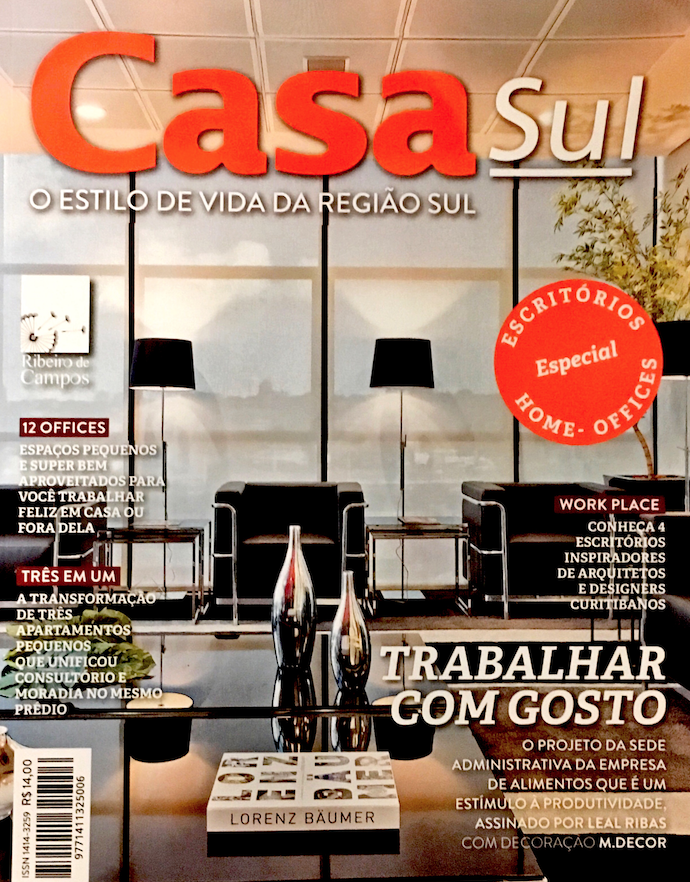 Casa Sul
O ESTILO DE VIDA DA REGIÃO SUL
Ribeiro de
Campos
ESCRITÓRIOS
Especial
HOME-OFFICES
12 OFFICES
ESPAÇOS PEQUENOS
E SUPER BEM
APROVEITADOS PARA
VOCÊ TRABALHAR
FELIZ EM CASA OU
FORA DELA
WORK PLACE
CONHEÇA 4
ESCRITÓRIOS
INSPIRADORES
DE ARQUITETOS
E DESIGNERS
CURITIBANOS
TRÊS EM UM
A TRANSFORMAÇÃO
DE TRÊS
APARTAMENTOS
PEQUENOS
QUE UNIFICOU
CONSULTÓRIO E
MORADIA NO MESMO
PRÉDIO
TRABALHAR
COM GOSTO
O PROJETO DA SEDE
ADMINISTRATIVA DA EMPRESA
DE ALIMENTOS QUE É UM
ESTÍMULO À PRODUTIVIDADE,
ASSINADO POR LEAL RIBAS
COM DECORAÇÃO M.DECOR
LORENZ BÄUMER
R$ 14,00
ISSN 1414-3259
9771411325006